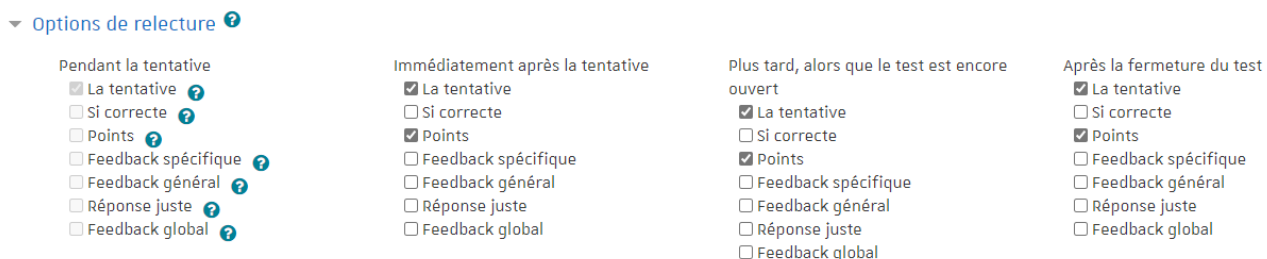 Options de relecture
Pendant la tentative
La tentative
Si correcte
Points
Feedback spécifique
Feedback général
Réponse juste
Feedback global
Immédiatement après la tentative
La tentative
Si correcte
Points
Feedback spécifique
Feedback général
Réponse juste
Feedback global
Plus tard, alors que le test est encore
ouvert
La tentative
Si correcte
Points
Feedback spécifique
Feedback général
Réponse juste
Feedback global
Après la fermeture du test
La tentative
Si correcte
Points
Feedback spécifique
Feedback général
Réponse juste
Feedback global